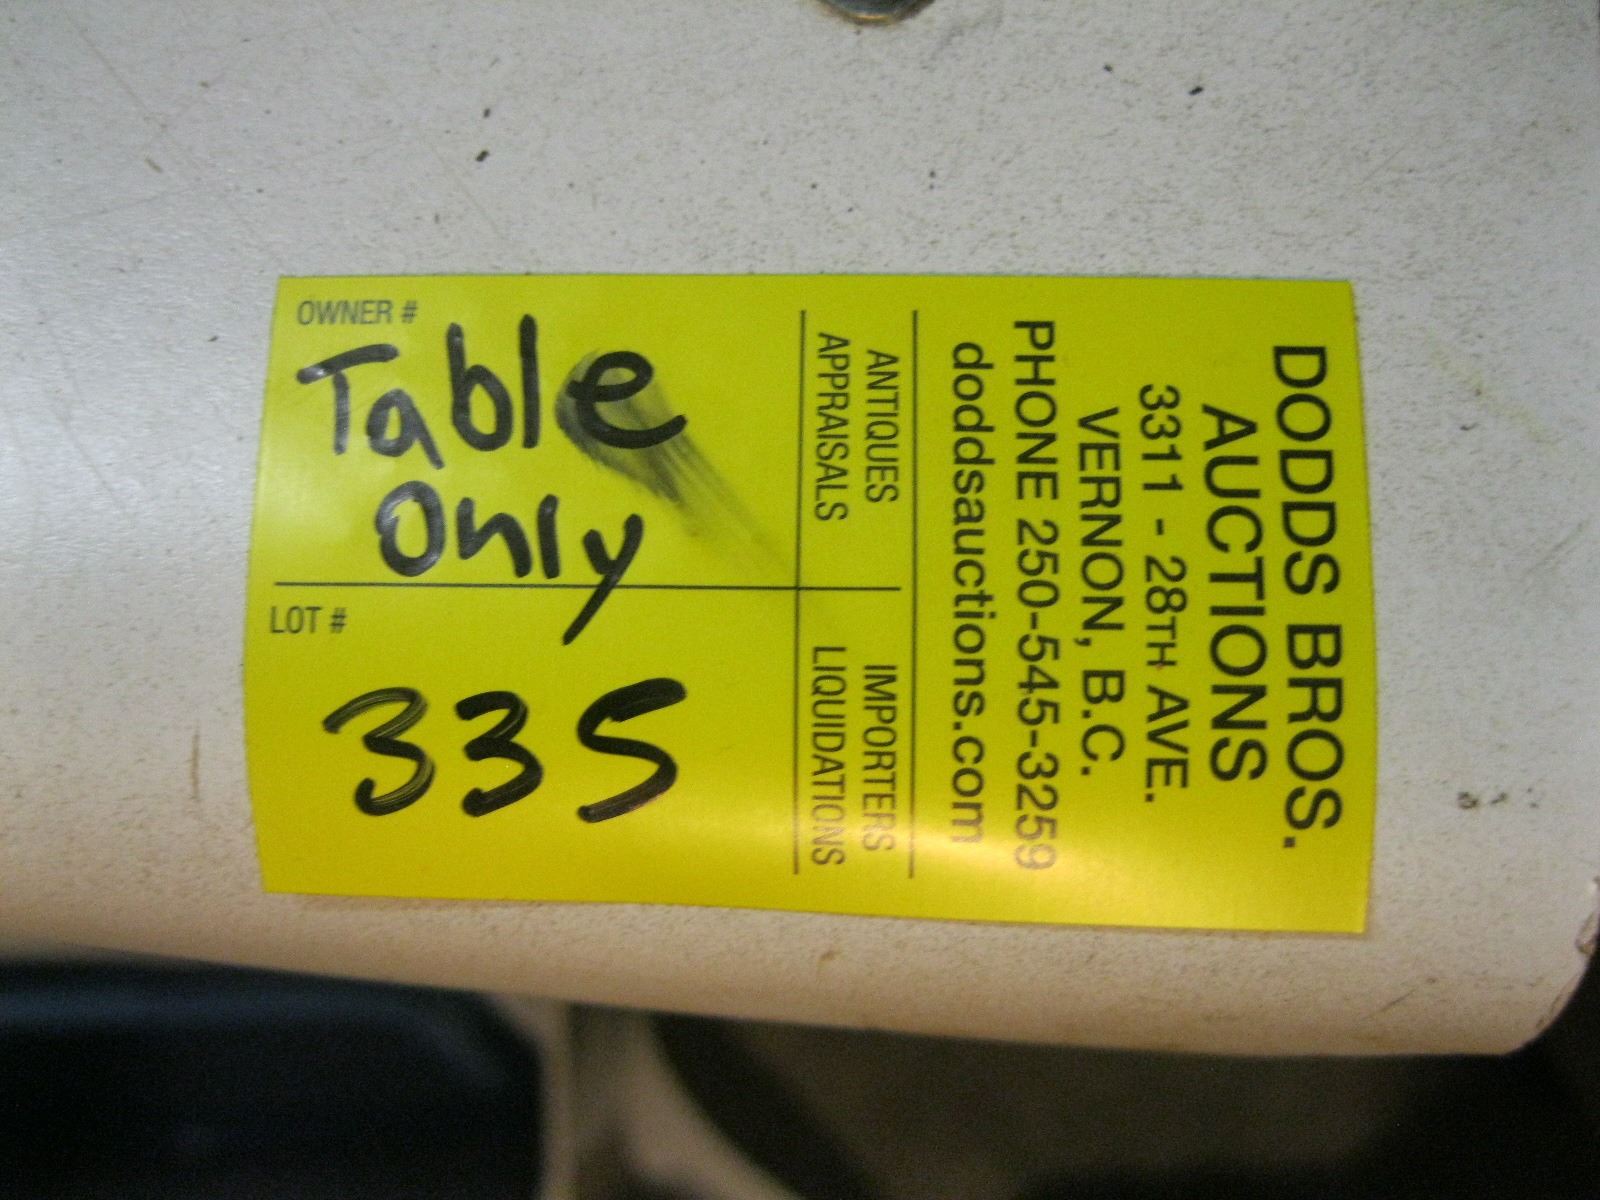 DODDS BROS.
AUCTIONS
3311 - 28TH AVE.
VERNON, B.C.
PHONE 250-545-3259
doddsauctions.com
ANTIQUES
APPRAISALS
IMPORTERS
LIQUIDATIONS
OWNER #
Table
Only
LOT #
335